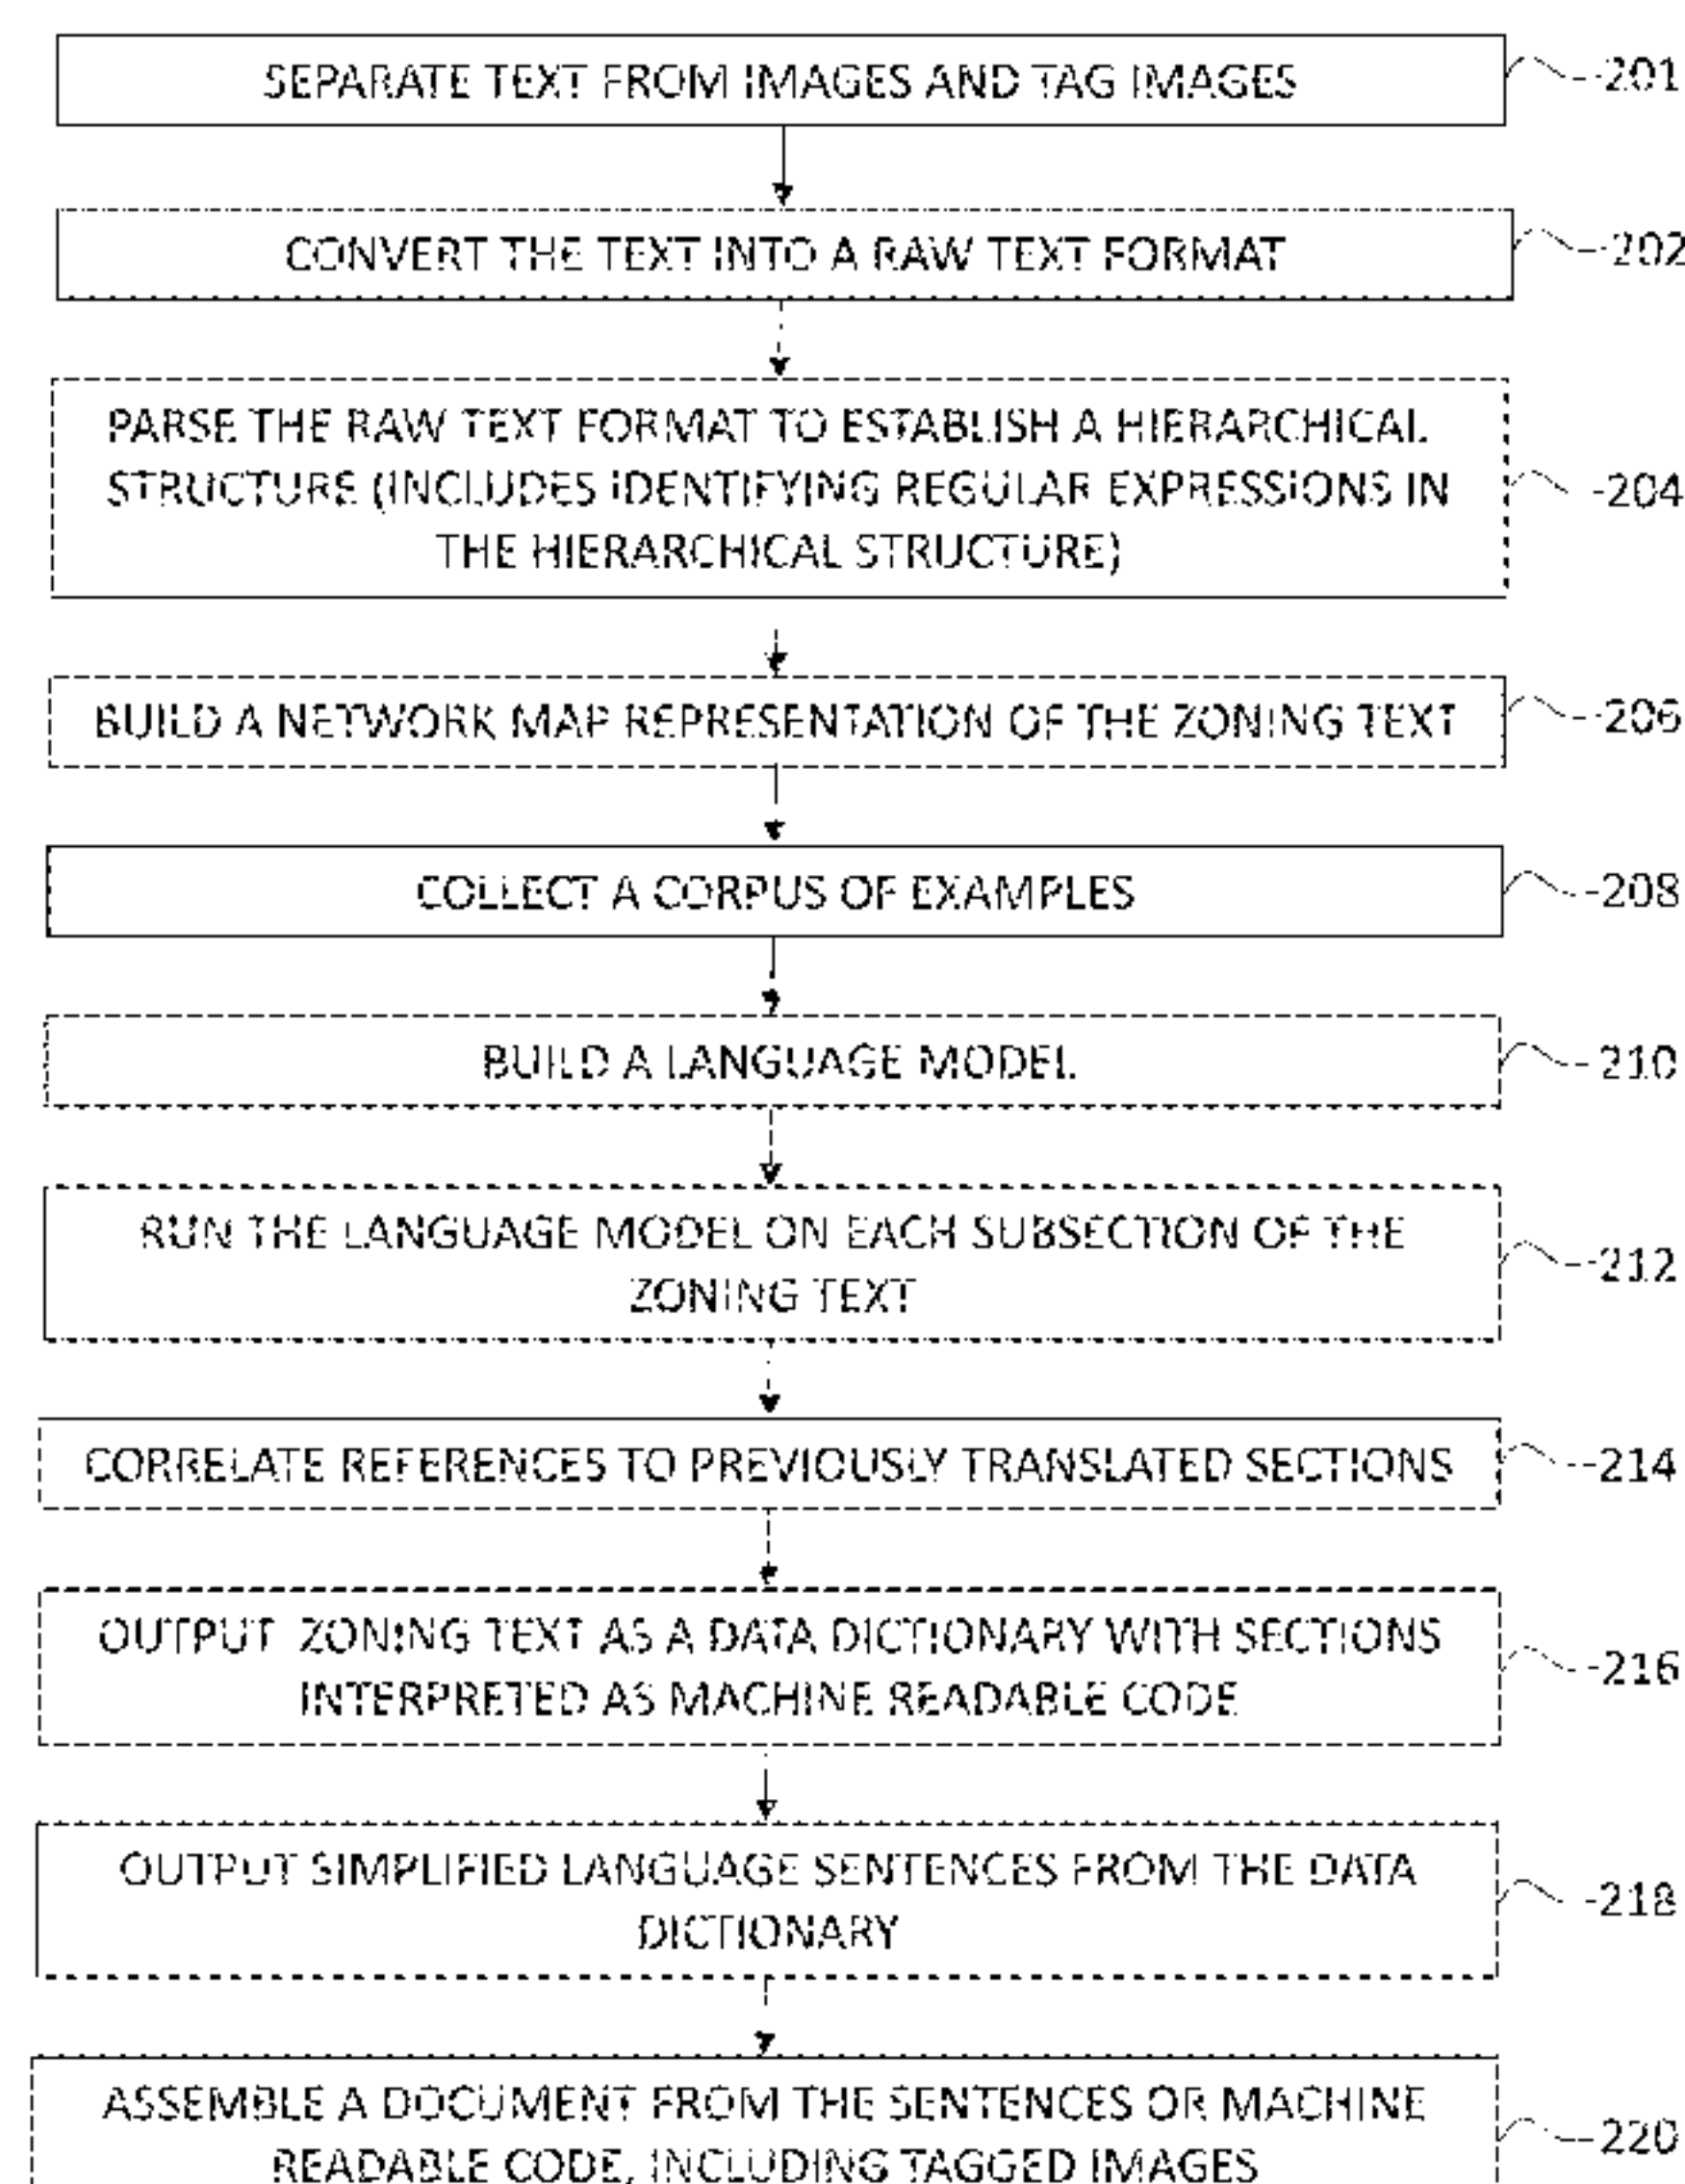 SEPARATE TEXT FROM IMAGES AND TAG IMAGES
201
CONVERT THE TEXT INTO A RAW TEXT FORMAT
202
PARSE THE RAW TEXT FORMAT TO ESTABLISH A HIERARCHICAL
STRUCTURE (INCLUDES IDENTIFYING REGULAR EXPRESSIONS IN
THE HIERARCHICAL STRUCTURE)
204
BUILD A NETWORK MAP REPRESENTATION OF THE ZONING TEXT
206
COLLECT A CORPUS OF EXAMPLES
208
BUILD A LANGUAGE MODEL
210
RUN THE LANGUAGE MODEL ON EACH SUBSECTION OF THE
ZONING TEXT
212
CORRELATE REFERENCES TO PREVIOUSLY TRANSLATED SECTIONS
214
OUTPUT ZONING TEXT AS A DATA DICTIONARY WITH SECTIONS
INTERPRETED AS MACHINE READABLE CODE
216
OUTPUT SIMPLIFIED LANGUAGE SENTENCES FROM THE DATA
DICTIONARY
218
ASSEMBLE A DOCUMENT FROM THE SENTENCES OR MACHINE
READABLE CODE, INCLUDING TAGGED IMAGES
220